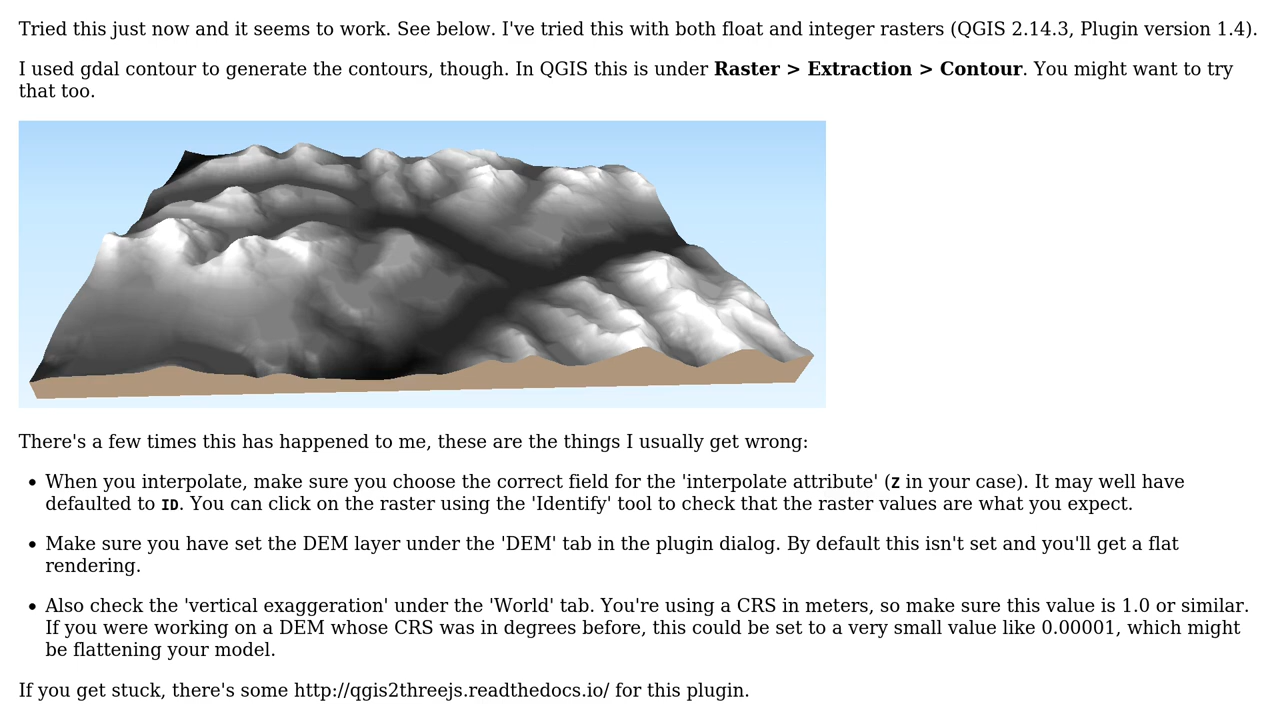 Tried this just now and it seems to work. See below. I've tried this with both float and integer rasters (QGIS 2.14.3, Plugin version 1.4).
I used gdal contour to generate the contours, though. In QGIS this is under Raster > Extraction > Contour. You might want to try
that too.
There's a few times this has happened to me, these are the things I usually get wrong:
• When you interpolate, make sure you choose the correct field for the 'interpolate attribute' (Z in your case). It may well have
defaulted to ID. You can click on the raster using the 'Identify' tool to check that the raster values are what you expect.
• Make sure you have set the DEM layer under the 'DEM' tab in the plugin dialog. By default this isn't set and you'll get a flat
rendering.
• Also check the 'vertical exaggeration' under the 'World' tab. You're using a CRS in meters, so make sure this value is 1.0 or similar.
If you were working on a DEM whose CRS was in degrees before, this could be set to a very small value like 0.00001, which might
be flattening your model.
If you get stuck, there's some http://qgis2threejs.readthedocs.io/ for this plugin.